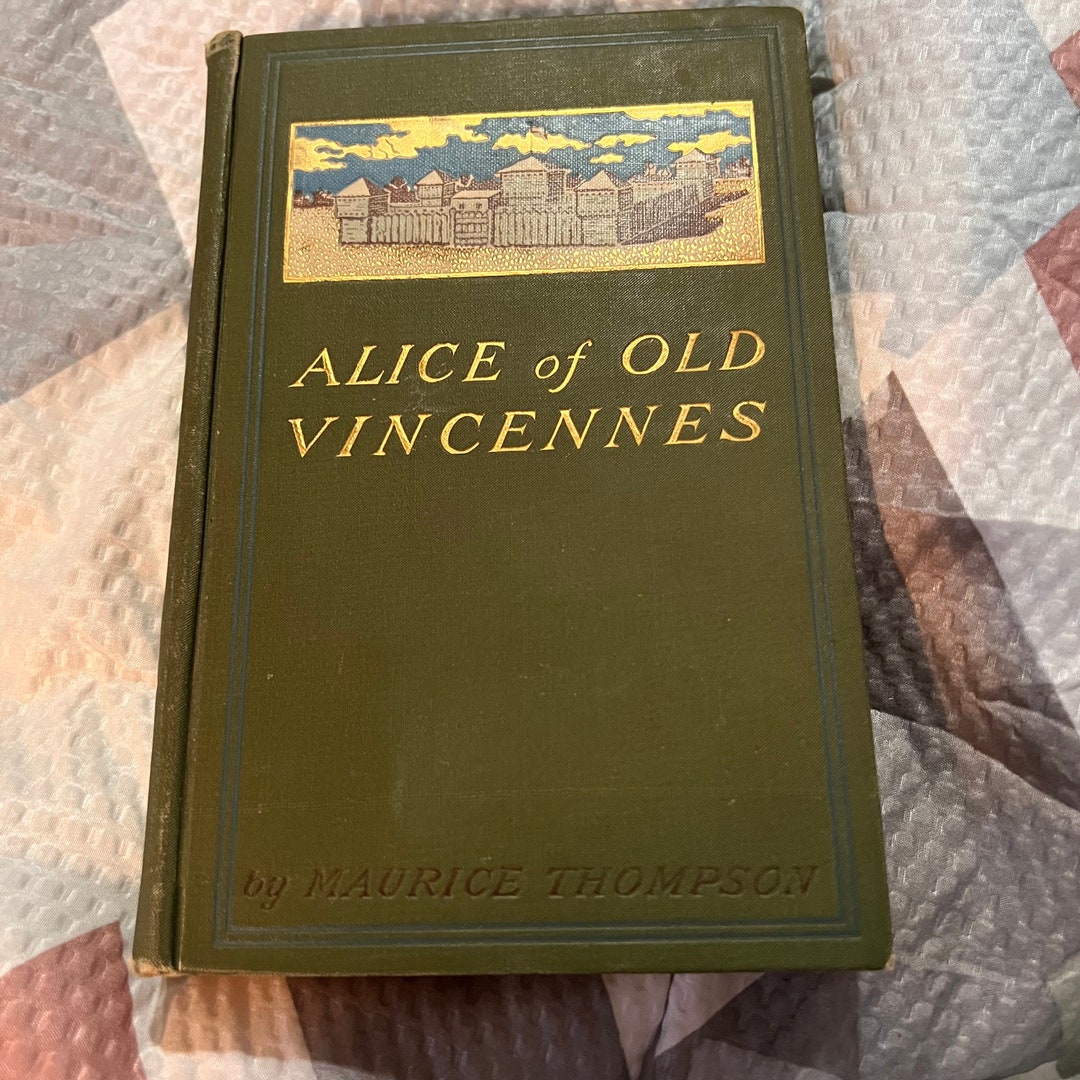 ALICE of OLD
VINCENNES
by MAURICE THOMPSON